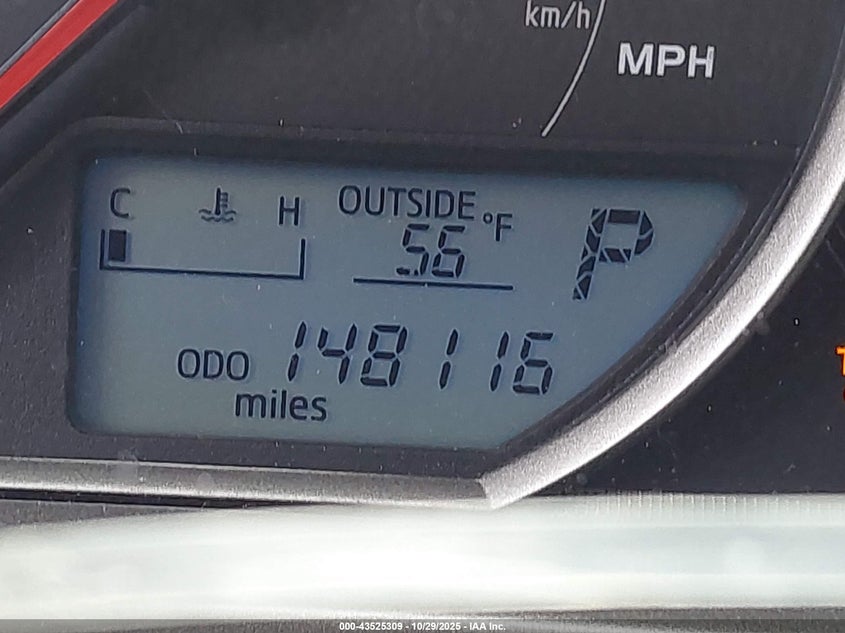 km/h
MPH
C H
OUTSIDE °F
56
P
ODO 148116
miles
000-43525309 - 10/29/2025 - IAA Inc.